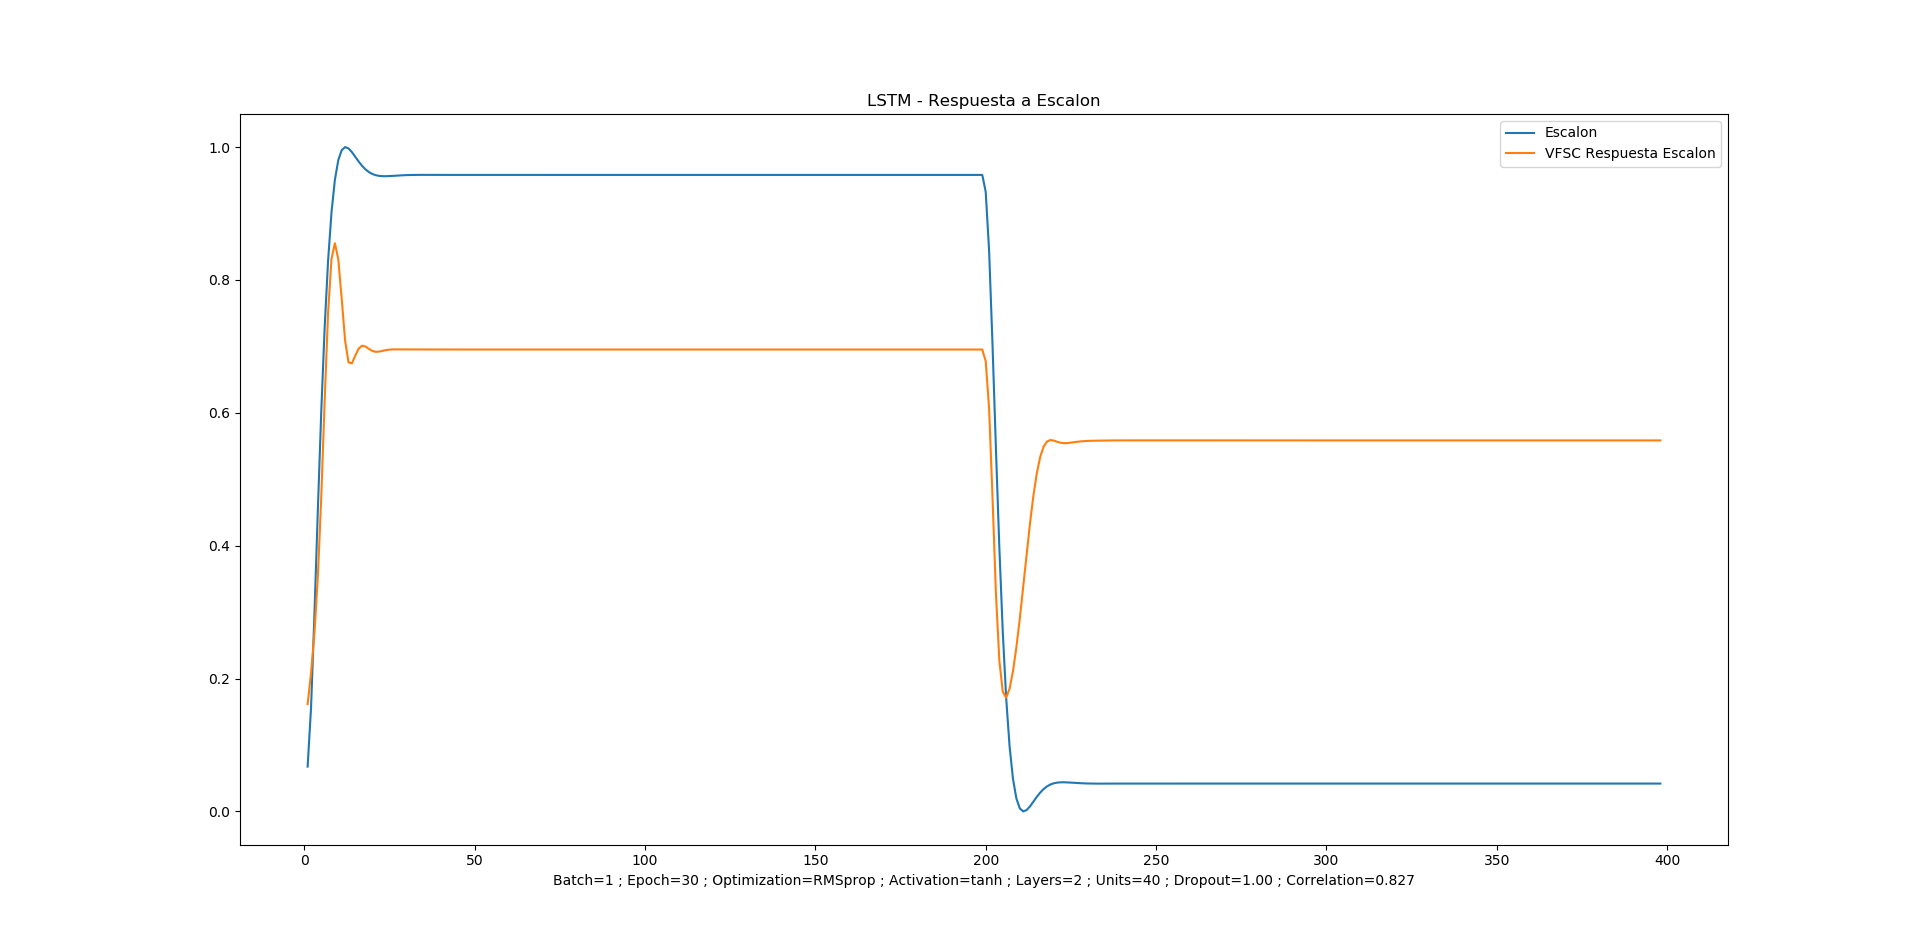 LSTM - Respuesta a Escalon
Escalon
VFSC Respuesta Escalon
1.0
0.8
0.6
0.4
0.2
0.0
0 50 100 150 200 250 300 350 400
Batch=1 ; Epoch=30 ; Optimization=RMSprop ; Activation=tanh ; Layers=2 ; Units=40 ; Dropout=1.00 ; Correlation=0.827